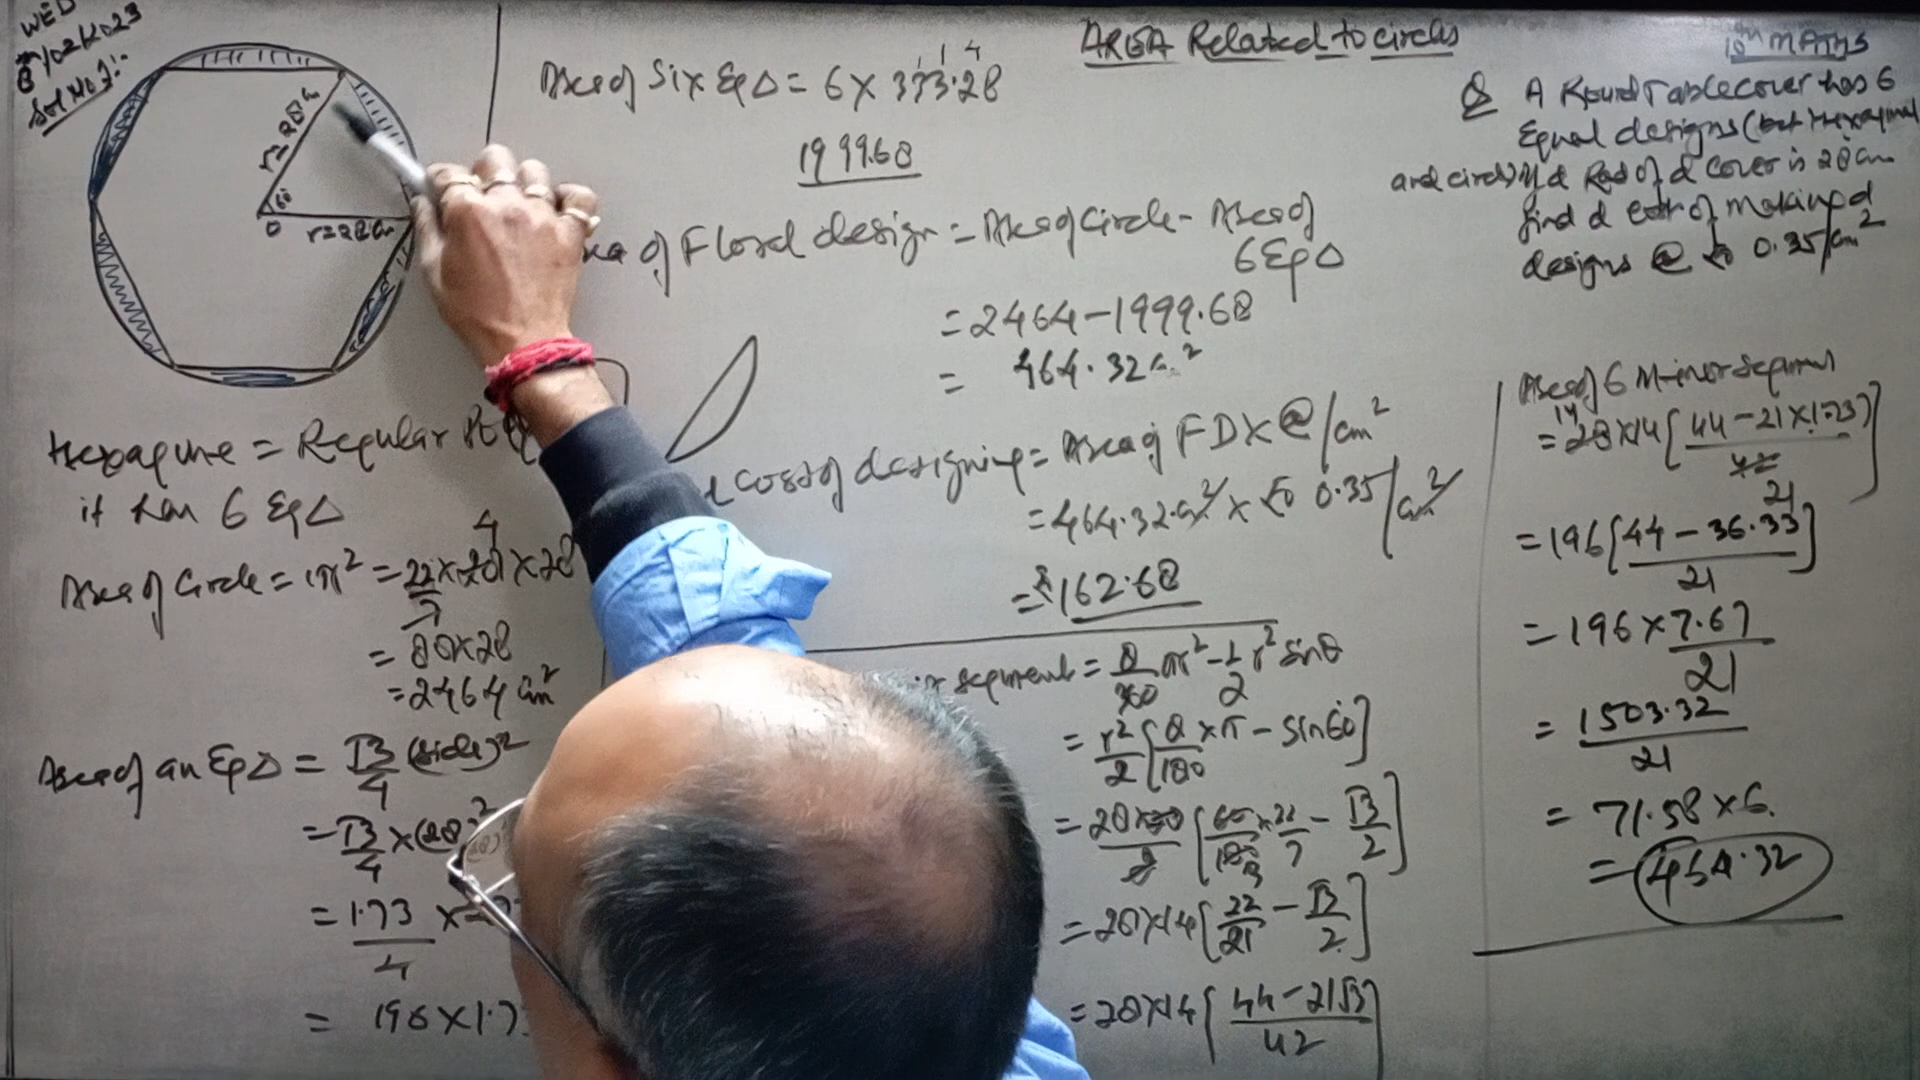 WED
8/02/2023
Sol No 3:-
r=28cm
60°
O
r=28cm
Hexagone = Regular
it has 6 Eq△
Area of Circle = πr² = 22/7 × 28 × 28
4
= 88×28
= 2464 cm²
Area of an Eq△ = √3/4 (side)²
= √3/4 × (28)²
= 1.73/4 ×
= 196×1.7
Area of Six Eq△ = 6 × 333.28
1999.68
of Floral design = Area of Circle - Area of
6Eq△
= 2464-1999.68
= 464.32 cm²
cost of designing = Area of FD × @/cm²
= 464.32 cm² × ₹ 0.35/cm²
= ₹162.68
segment = θ/360 πr² - 1/2 r² sinθ
= r²/2 [θ/180 × π - sin60]
= 28×28/2 [60/180 × 22/7 - √3/2]
3
= 28×14 [22/21 - √3/2]
= 28×14 [44-21√3/42]
AREA Related to circles
10th MATHS
Q A Round Table cover has 6
Equal designs (bet Hexagonal
and circle) if d Rad of d cover is 28 cm
find d cost of making d
designs @ ₹ 0.35/cm²
Area of 6 Minor segment
14
= 28×14 [44-21×1.73/42]
21
= 196 [44-36.33/21]
= 196 × 7.67/21
= 1503.32/21
= 71.58×6
= 464.32